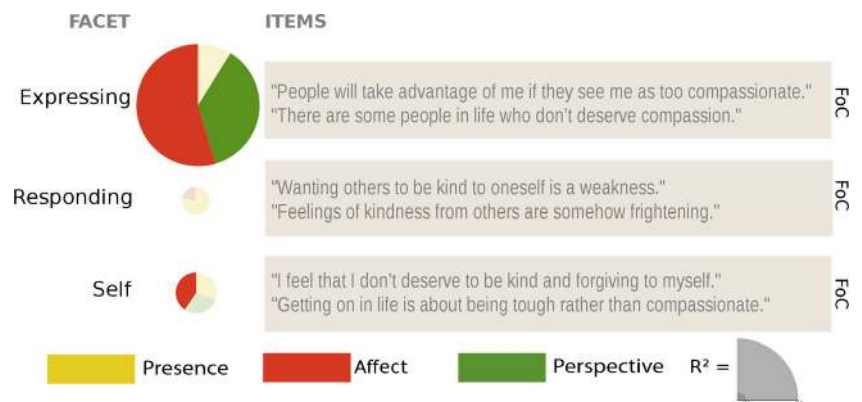 FACET ITEMS
Expressing
"People will take advantage of me if they see me as too compassionate."
"There are some people in life who don't deserve compassion."
FoC
Responding
"Wanting others to be kind to oneself is a weakness."
"Feelings of kindness from others are somehow frightening."
FoC
Self
"I feel that I don't deserve to be kind and forgiving to myself."
"Getting on in life is about being tough rather than compassionate."
FoC
Presence Affect Perspective R² =